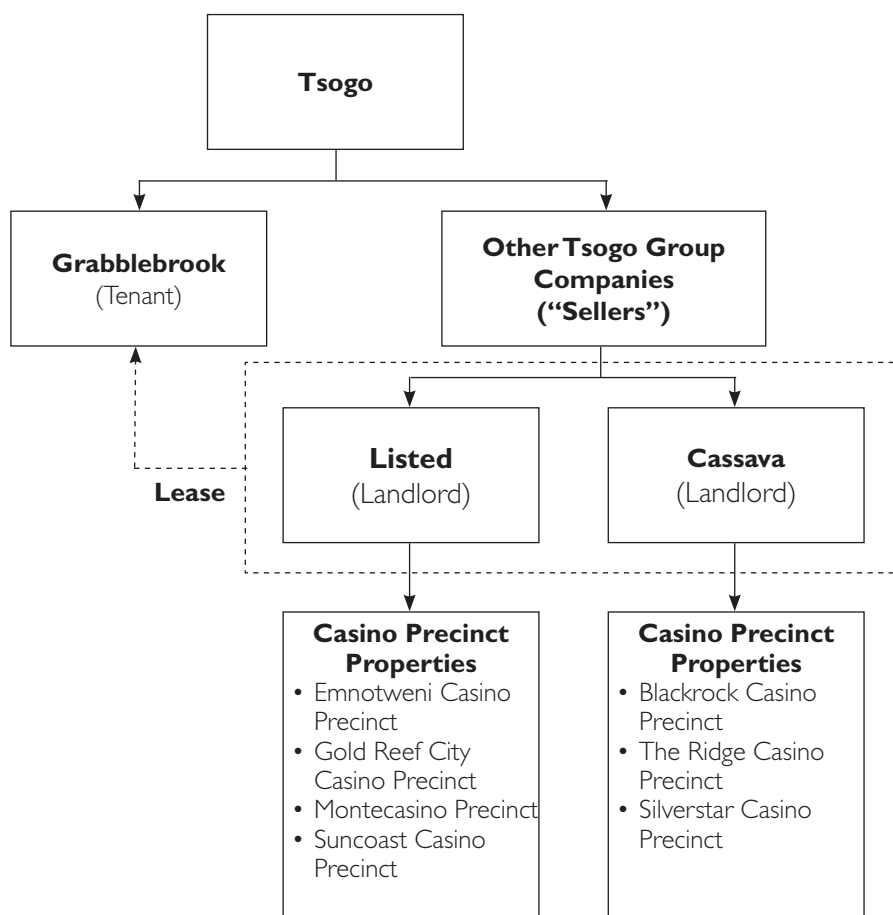 Tsogo
Grabblebrook
(Tenant)
Other Tsogo Group
Companies
(“Sellers”)
Listed
(Landlord)
Cassava
(Landlord)
Lease
Casino Precinct
Properties
• Emnotweni Casino
Precinct
• Gold Reef City
Casino Precinct
• Montecasino Precinct
• Suncoast Casino
Precinct
Casino Precinct
Properties
• Blackrock Casino
Precinct
• The Ridge Casino
Precinct
• Silverstar Casino
Precinct